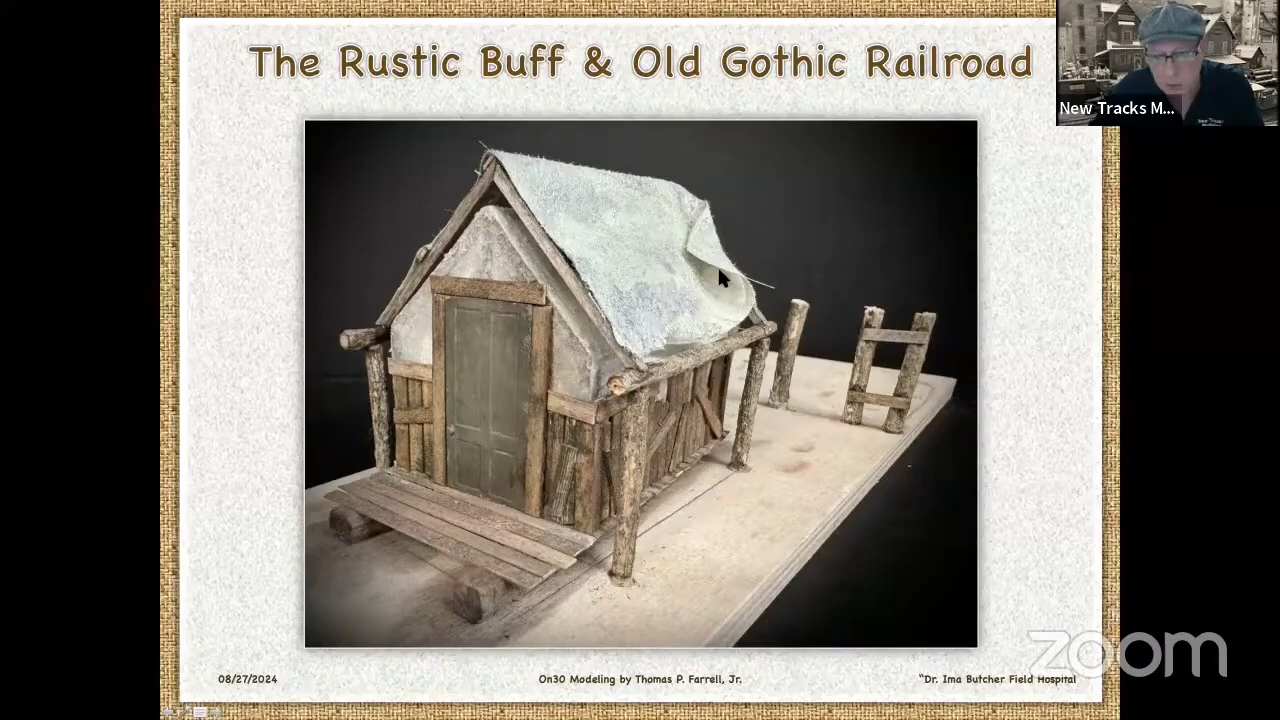 The Rustic Buff & Old Gothic Railroad
New Tracks M...
08/27/2024
On30 Modeling by Thomas P. Farrell, Jr.
“Dr. Ima Butcher Field Hospital
zoom